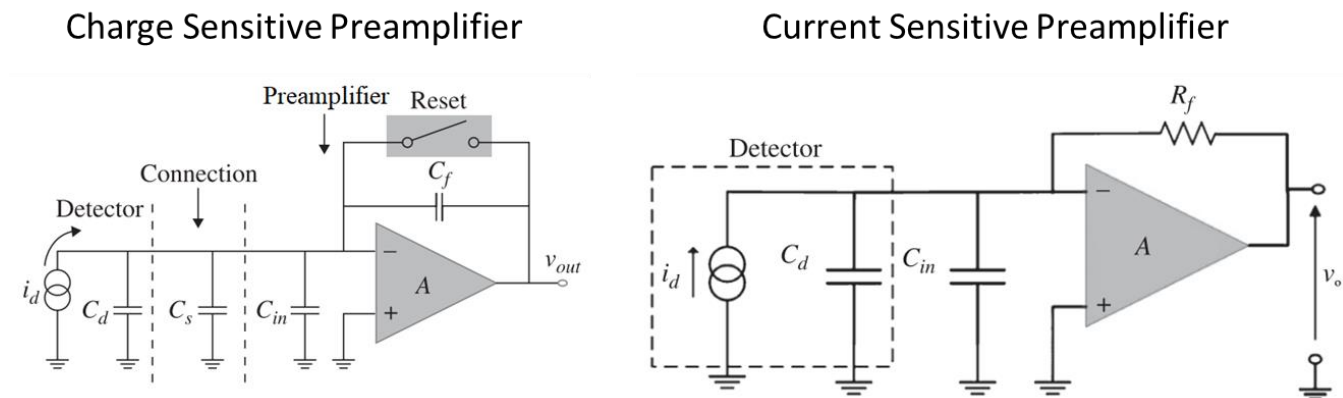 Charge Sensitive Preamplifier
Preamplifier
Reset
Connection
C_f
Detector
i_d
C_d
C_s
C_in
−
A
+
v_out
Current Sensitive Preamplifier
R_f
Detector
i_d
C_d
C_in
−
A
+
v_o